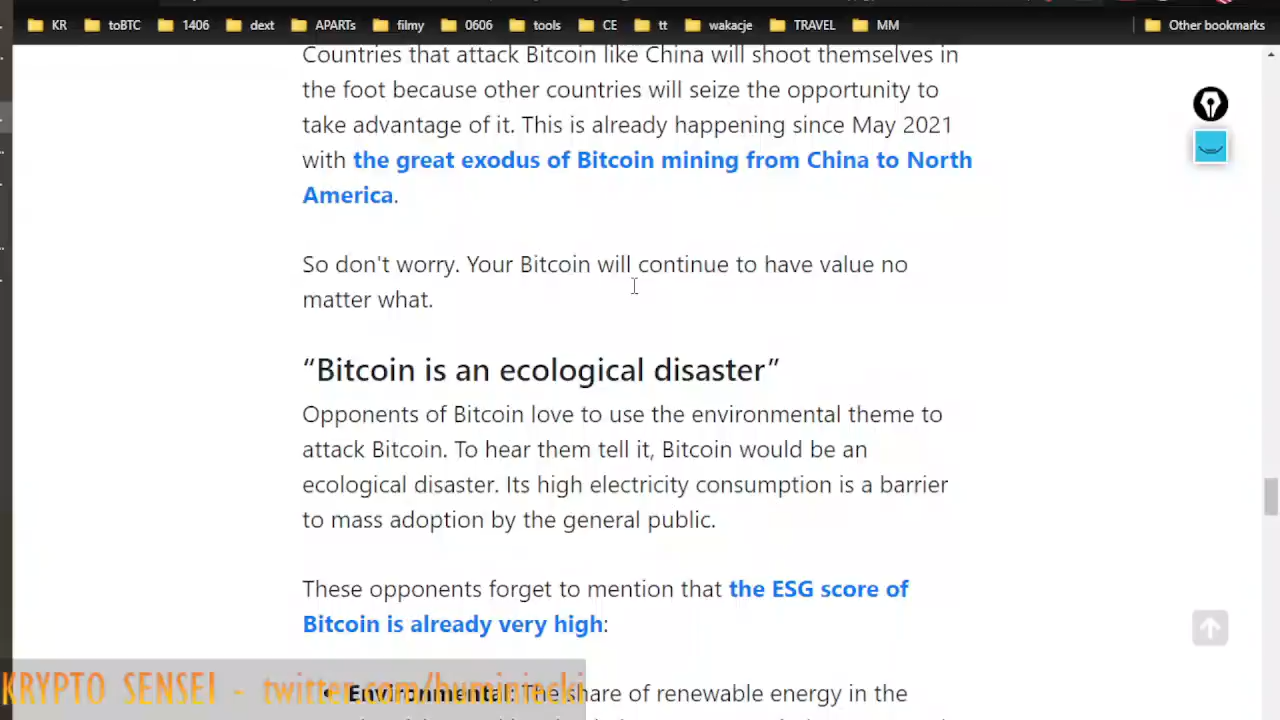 KR toBTC 1406 dext APARTs filmy 0606 tools CE tt wakacje TRAVEL MM Other bookmarks
Countries that attack Bitcoin like China will shoot themselves in
the foot because other countries will seize the opportunity to
take advantage of it. This is already happening since May 2021
with the great exodus of Bitcoin mining from China to North
America.
So don't worry. Your Bitcoin will continue to have value no
matter what.
“Bitcoin is an ecological disaster”
Opponents of Bitcoin love to use the environmental theme to
attack Bitcoin. To hear them tell it, Bitcoin would be an
ecological disaster. Its high electricity consumption is a barrier
to mass adoption by the general public.
These opponents forget to mention that the ESG score of
Bitcoin is already very high:
Environmental: The share of renewable energy in the
KRYPTO SENSEI - twitter.com/huminiecki